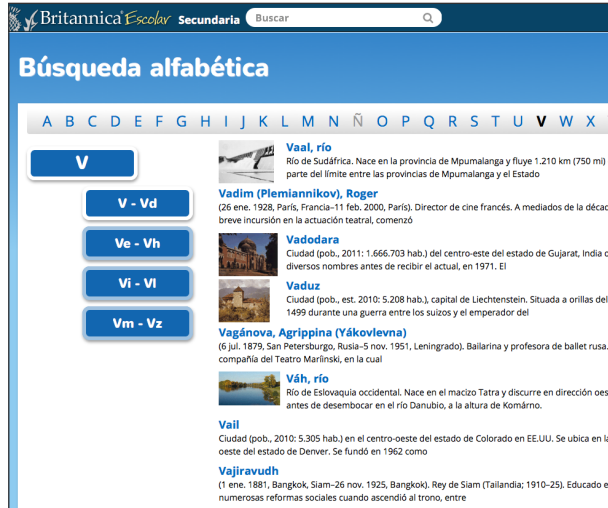 Britannica Escolar Secundaria Buscar
Búsqueda alfabética
A B C D E F G H I J K L M N Ñ O P Q R S T U V W X
V
V - Vd
Ve - Vh
Vi - Vl
Vm - Vz
Vaal, río
Río de Sudáfrica. Nace en la provincia de Mpumalanga y fluye 1.210 km (750 mi)
parte del límite entre las provincias de Mpumalanga y el Estado
Vadim (Plemiannikov), Roger
(26 ene. 1928, París, Francia–11 feb. 2000, París). Director de cine francés. A mediados de la décad
breve incursión en la actuación teatral, comenzó
Vadodara
Ciudad (pob., 2011: 1.666.703 hab.) del centro-este del estado de Gujarat, India o
diversos nombres antes de recibir el actual, en 1971. El
Vaduz
Ciudad (pob., est. 2010: 5.208 hab.), capital de Liechtenstein. Situada a orillas del
1499 durante una guerra entre los suizos y el emperador del
Vagánova, Agrippina (Yákovlevna)
(6 jul. 1879, San Petersburgo, Rusia–5 nov. 1951, Leningrado). Bailarina y profesora de ballet rusa.
compañía del Teatro Mariínski, en la cual
Váh, río
Río de Eslovaquia occidental. Nace en el macizo Tatra y discurre en dirección oes
antes de desembocar en el río Danubio, a la altura de Komárno.
Vail
Ciudad (pob., 2010: 5.305 hab.) en el centro-oeste del estado de Colorado en EE.UU. Se ubica en la
oeste del estado de Denver. Se fundó en 1962 como
Vajiravudh
(1 ene. 1881, Bangkok, Siam–26 nov. 1925, Bangkok). Rey de Siam (Tailandia; 1910–25). Educado e
numerosas reformas sociales cuando ascendió al trono, entre